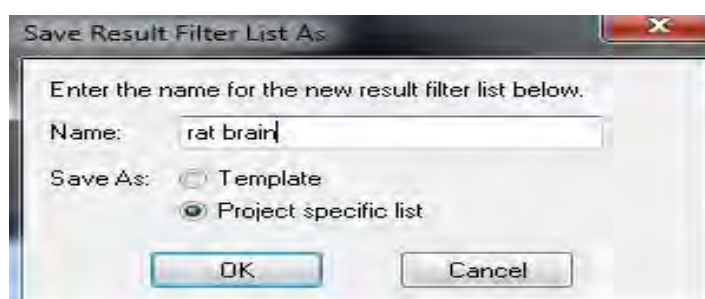 Save Result Filter List As
Enter the name for the new result filter list below.
Name: rat brain
Save As: Template
Project specific list
OK Cancel